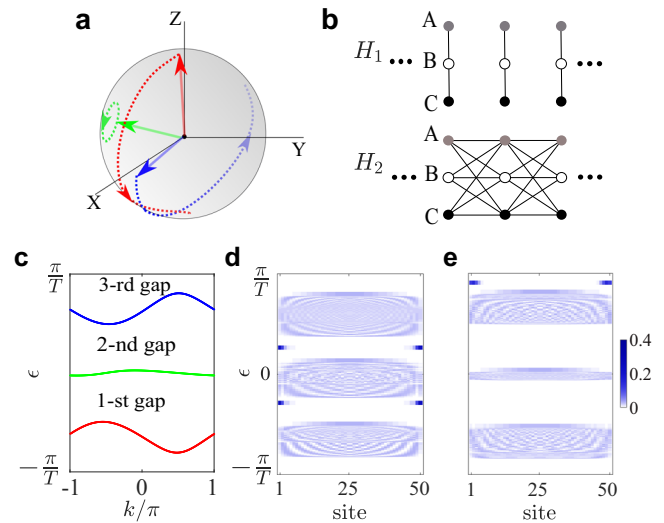 a
Z
Y
X
b
A
H₁ ••• B •••
C
A
H₂ ••• B •••
C
c
π/T
3-rd gap
2-nd gap
1-st gap
ϵ
−π/T
-1 0 1
k/π
d
π/T
ϵ
0
−π/T
1 25 50
site
e
1 25 50
site
0.4
0.2
0